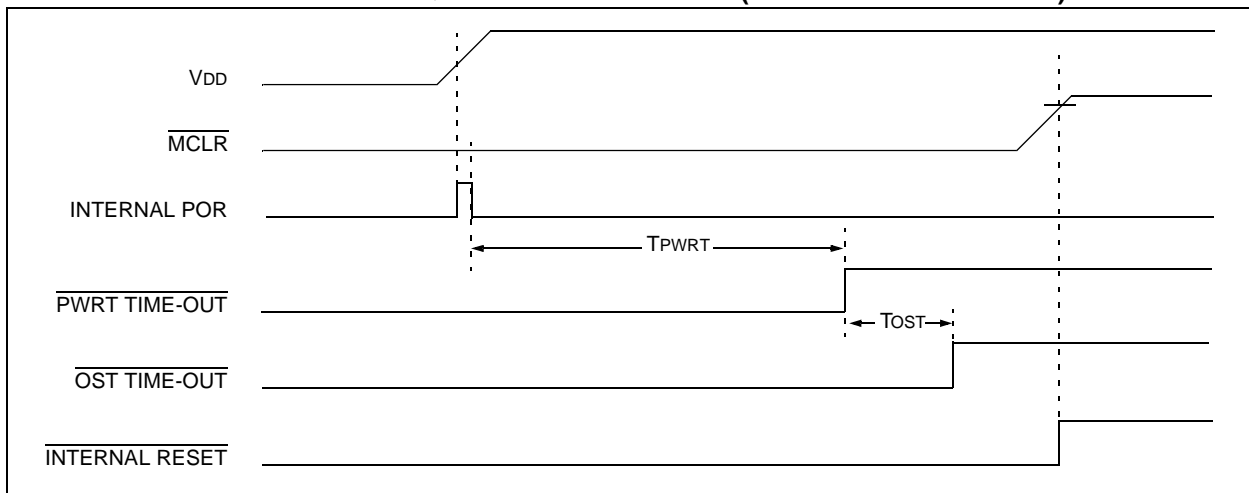 VDD
MCLR
INTERNAL POR
TPWRT
PWRT TIME-OUT
TOST
OST TIME-OUT
INTERNAL RESET